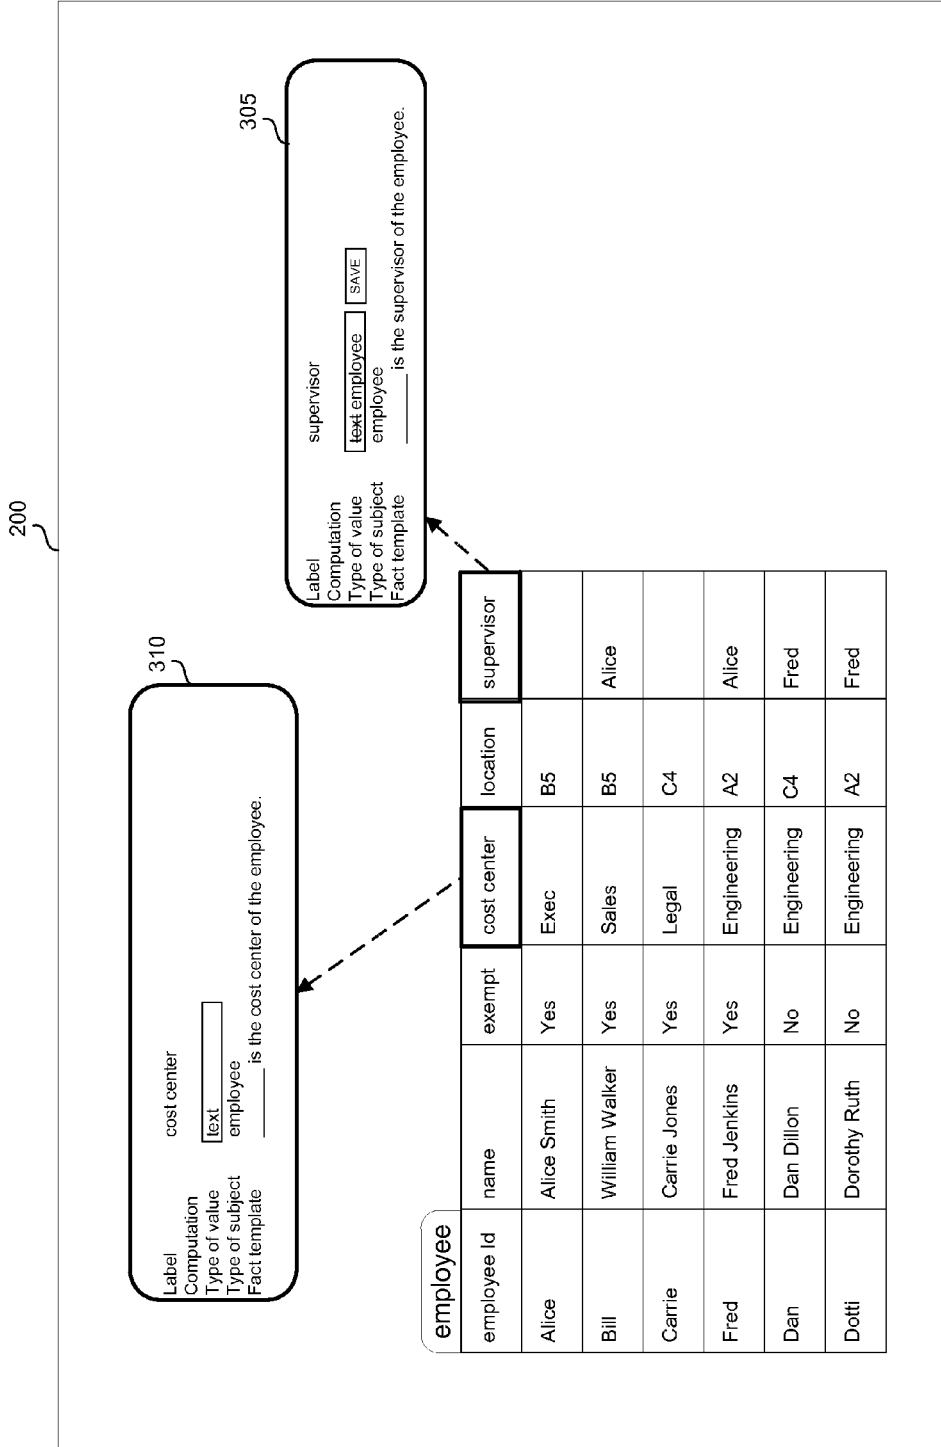 200
310
Label cost center
Computation
Type of value text
Type of subject employee
Fact template ____ is the cost center of the employee.
305
Label supervisor
Computation
Type of value text employee SAVE
Type of subject employee
Fact template ____ is the supervisor of the employee.
employee
employee Id name exempt cost center location supervisor
Alice Alice Smith Yes Exec B5
Bill William Walker Yes Sales B5 Alice
Carrie Carrie Jones Yes Legal C4
Fred Fred Jenkins Yes Engineering A2 Alice
Dan Dan Dillon No Engineering C4 Fred
Dotti Dorothy Ruth No Engineering A2 Fred